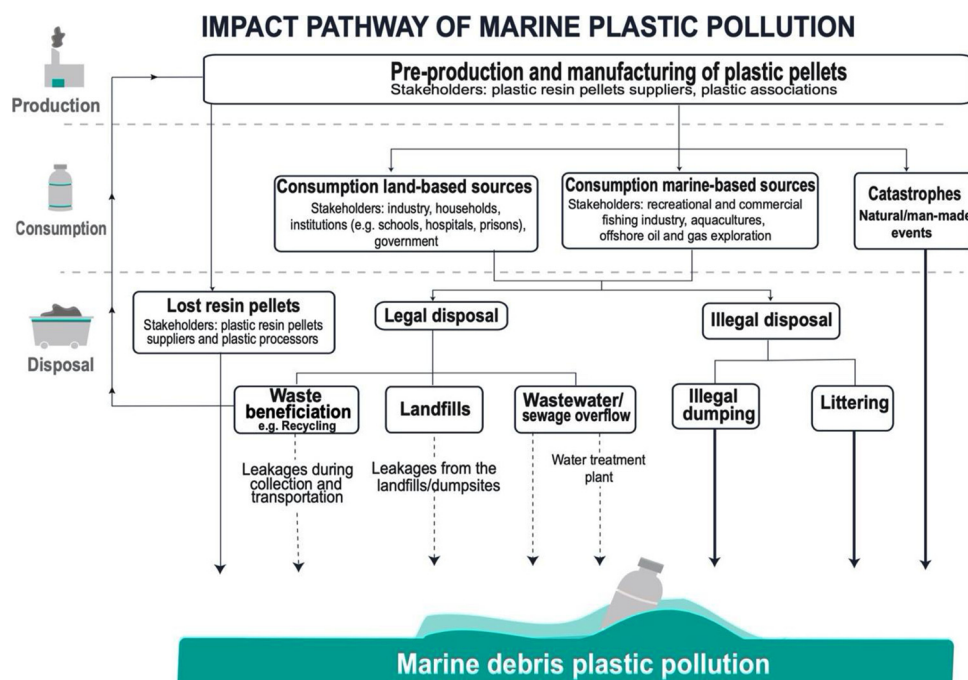 IMPACT PATHWAY OF MARINE PLASTIC POLLUTION
Production
Pre-production and manufacturing of plastic pellets
Stakeholders: plastic resin pellets suppliers, plastic associations
Consumption
Consumption land-based sources
Stakeholders: industry, households,
institutions (e.g. schools, hospitals, prisons),
government
Consumption marine-based sources
Stakeholders: recreational and commercial
fishing industry, aquacultures,
offshore oil and gas exploration
Catastrophes
Natural/man-made
events
Disposal
Lost resin pellets
Stakeholders: plastic resin pellets
suppliers and plastic processors
Legal disposal
Illegal disposal
Waste
beneficiation
e.g. Recycling
Landfills
Wastewater/
sewage overflow
Illegal
dumping
Littering
Leakages during
collection and
transportation
Leakages from the
landfills/dumpsites
Water treatment
plant
Marine debris plastic pollution